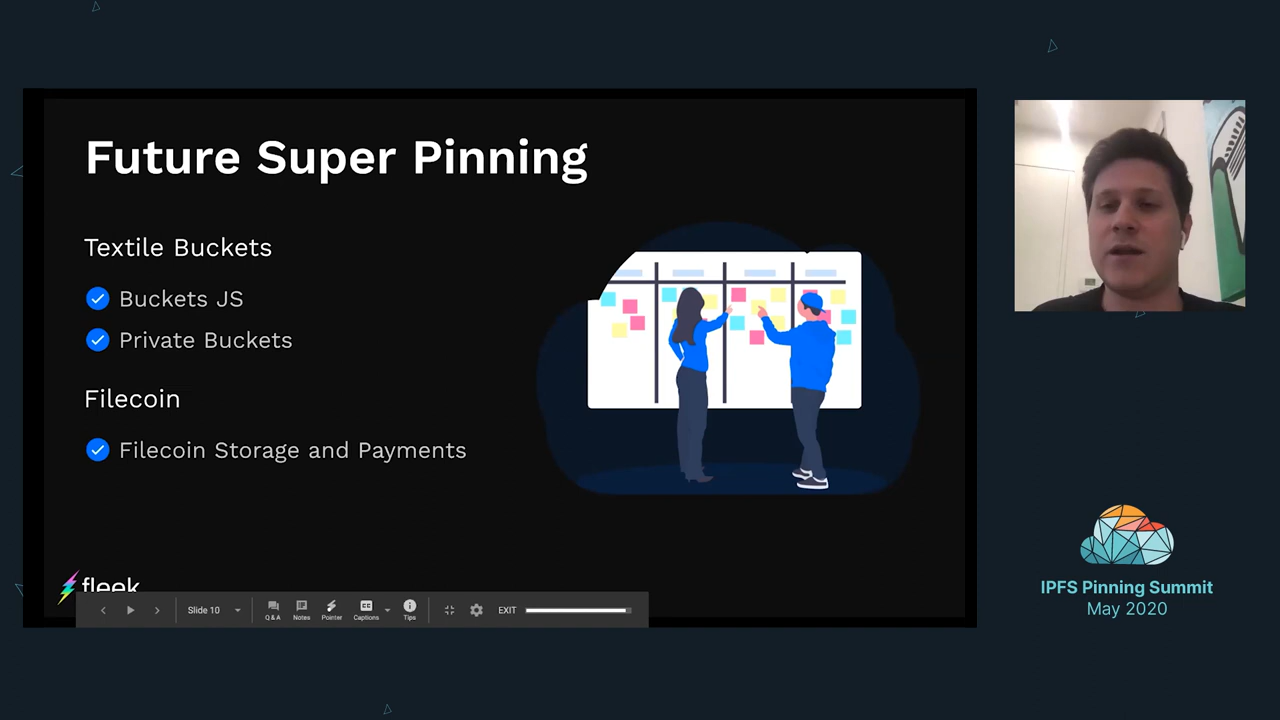 Future Super Pinning
Textile Buckets
Buckets JS
Private Buckets
Filecoin
Filecoin Storage and Payments
fleek
Slide 10
Q & A
Notes
Pointer
Captions
Tips
EXIT
IPFS Pinning Summit
May 2020